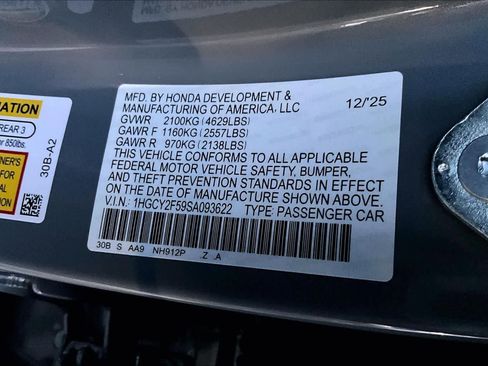 MFD. BY HONDA DEVELOPMENT &
MANUFACTURING OF AMERICA, LLC 12/'25
GVWR 2100KG (4629LBS)
GAWR F 1160KG (2557LBS)
GAWR R 970KG (2138LBS)
THIS VEHICLE CONFORMS TO ALL APPLICABLE
FEDERAL MOTOR VEHICLE SAFETY, BUMPER,
AND THEFT PREVENTION STANDARDS IN EFFECT
ON THE DATE OF MANUFACTURE SHOWN ABOVE.
V.I.N: 1HGCY2F59SA093622 TYPE: PASSENGER CAR
30B S AA9 NH912P Z A
REAR 3
850lbs.
30B-A2